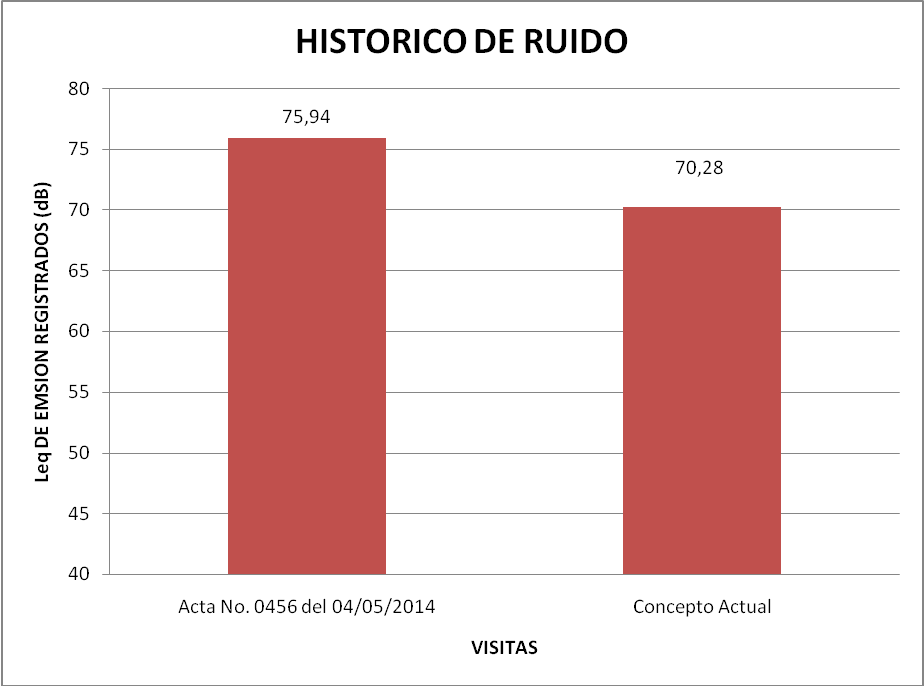 HISTORICO DE RUIDO
80
75
70
65
60
55
50
45
40
75,94
70,28
Leq DE EMSION REGISTRADOS (dB)
Acta No. 0456 del 04/05/2014
Concepto Actual
VISITAS